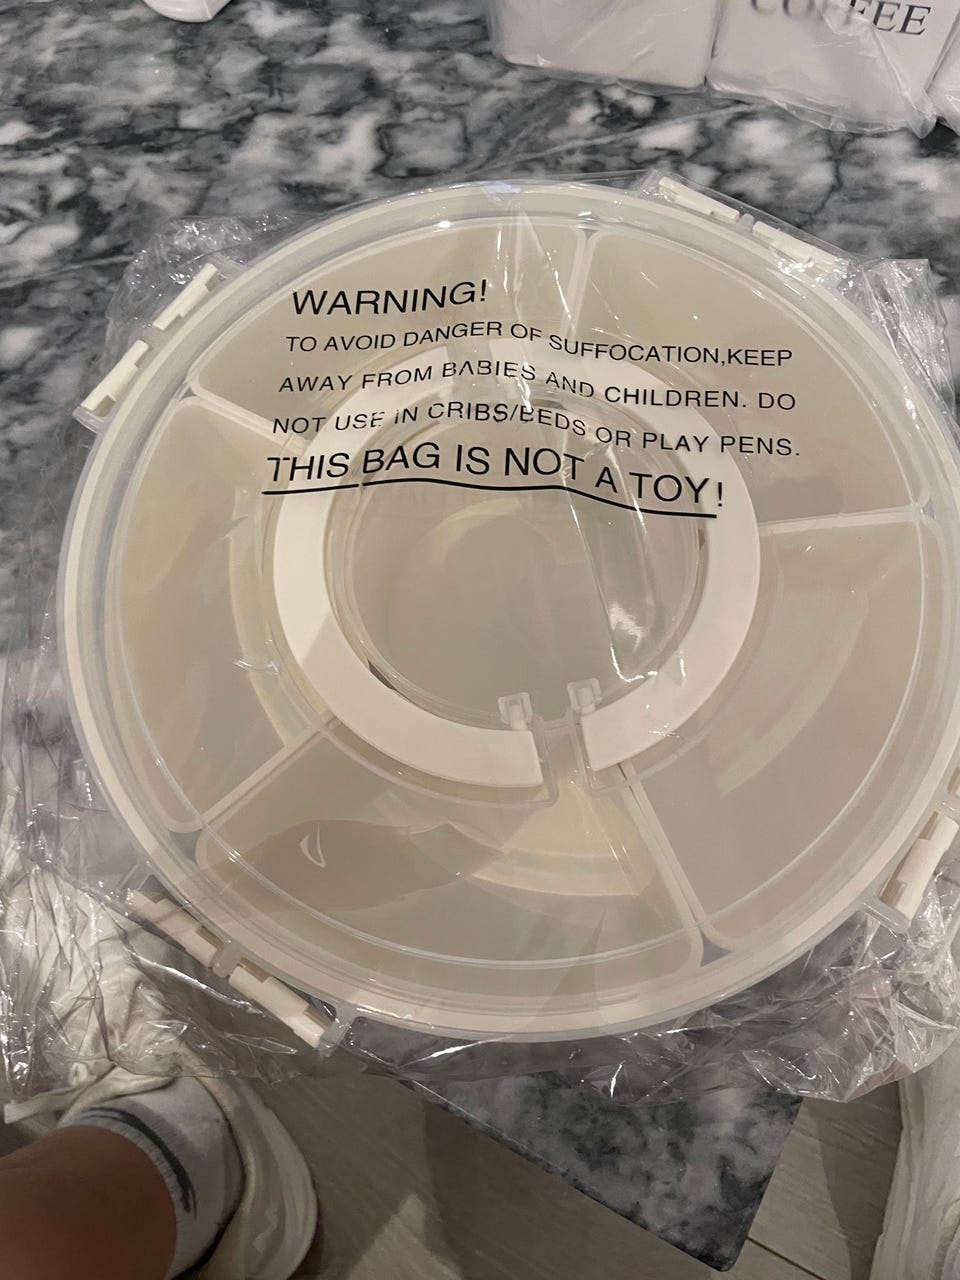 COFFEE
WARNING!
TO AVOID DANGER OF SUFFOCATION,KEEP
AWAY FROM BABIES AND CHILDREN. DO
NOT USE IN CRIBS/BEDS OR PLAY PENS.
THIS BAG IS NOT A TOY!